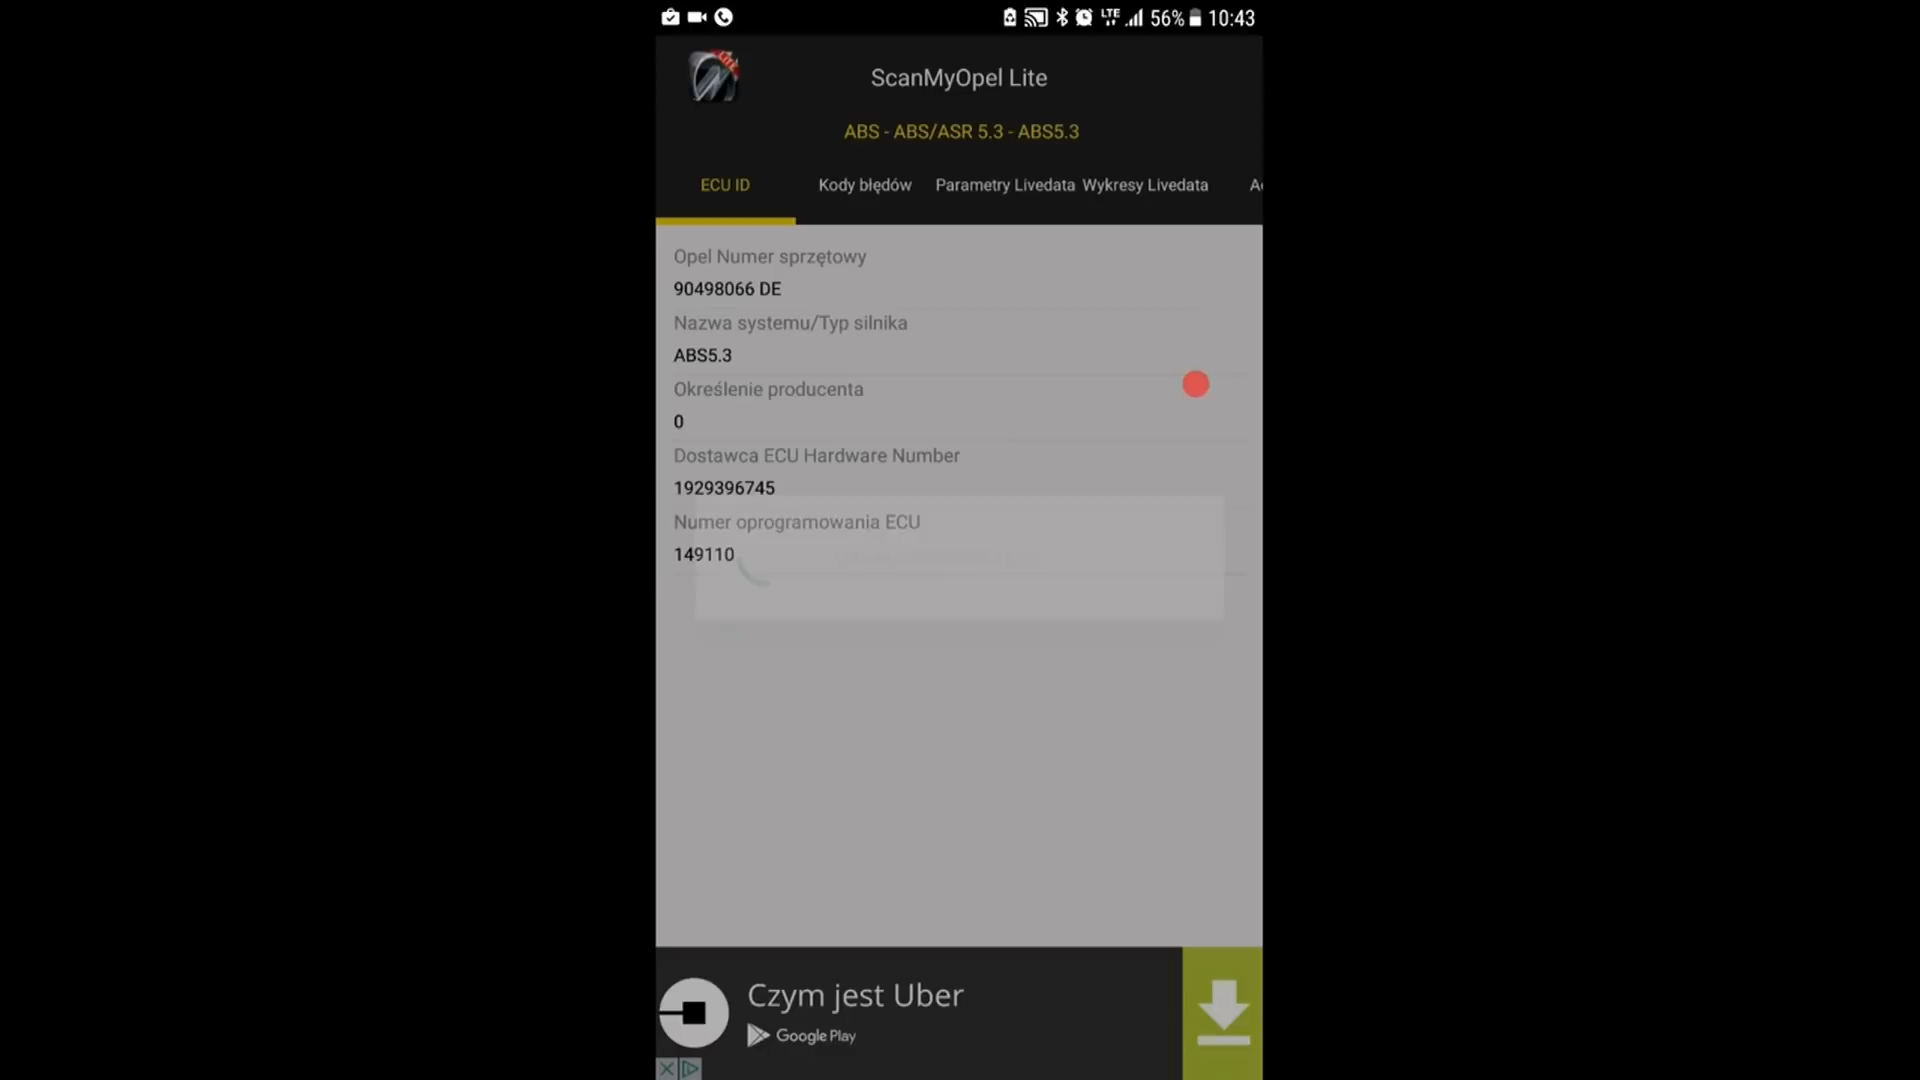 LTE 56% 10:43
LITE
ScanMyOpel Lite
ABS - ABS/ASR 5.3 - ABS5.3
ECU ID Kody błędów Parametry Livedata Wykresy Livedata
Opel Numer sprzętowy
90498066 DE
Nazwa systemu/Typ silnika
ABS5.3
Określenie producenta
0
Dostawca ECU Hardware Number
1929396745
Numer oprogramowania ECU
149110
Czym jest Uber
Google Play